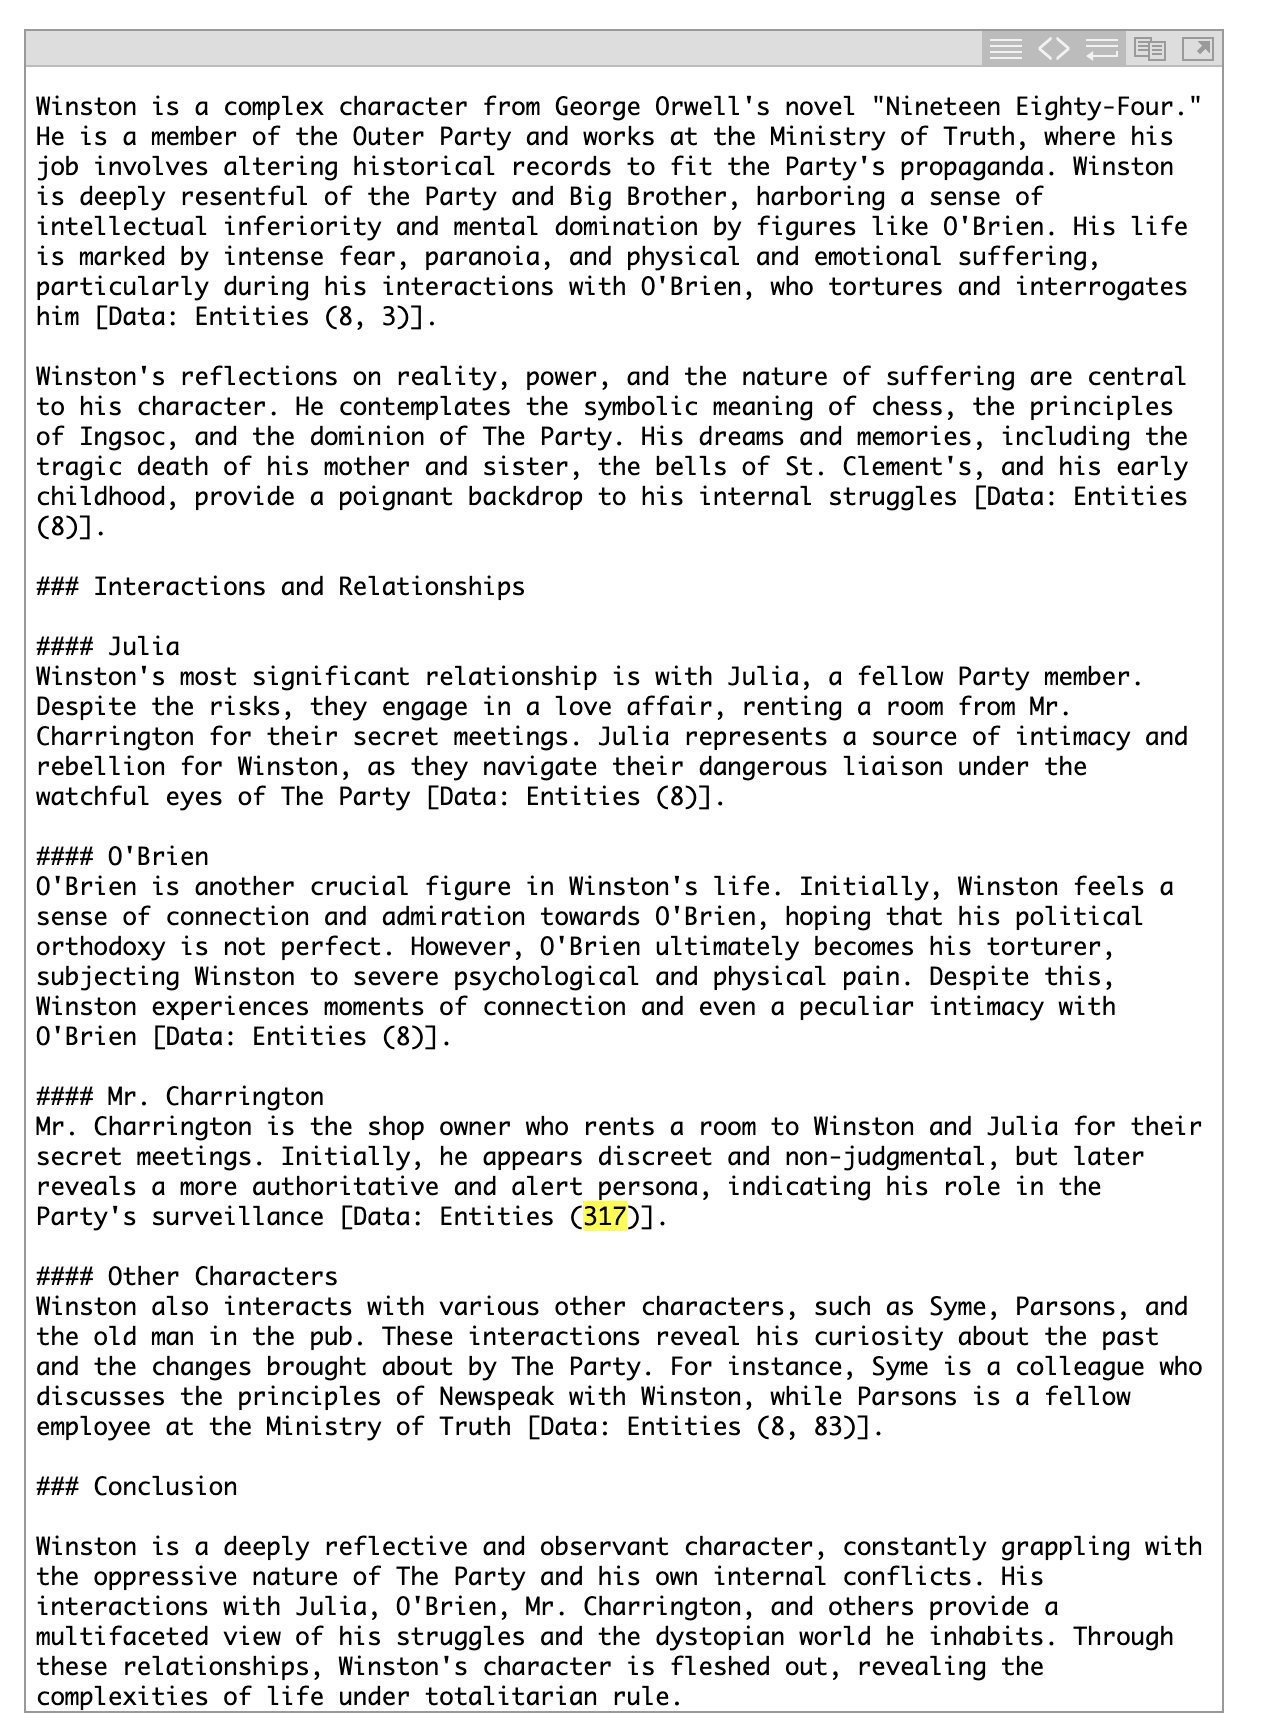 Winston is a complex character from George Orwell's novel "Nineteen Eighty-Four."
He is a member of the Outer Party and works at the Ministry of Truth, where his
job involves altering historical records to fit the Party's propaganda. Winston
is deeply resentful of the Party and Big Brother, harboring a sense of
intellectual inferiority and mental domination by figures like O'Brien. His life
is marked by intense fear, paranoia, and physical and emotional suffering,
particularly during his interactions with O'Brien, who tortures and interrogates
him [Data: Entities (8, 3)].

Winston's reflections on reality, power, and the nature of suffering are central
to his character. He contemplates the symbolic meaning of chess, the principles
of Ingsoc, and the dominion of The Party. His dreams and memories, including the
tragic death of his mother and sister, the bells of St. Clement's, and his early
childhood, provide a poignant backdrop to his internal struggles [Data: Entities
(8)].

### Interactions and Relationships

#### Julia
Winston's most significant relationship is with Julia, a fellow Party member.
Despite the risks, they engage in a love affair, renting a room from Mr.
Charrington for their secret meetings. Julia represents a source of intimacy and
rebellion for Winston, as they navigate their dangerous liaison under the
watchful eyes of The Party [Data: Entities (8)].

#### O'Brien
O'Brien is another crucial figure in Winston's life. Initially, Winston feels a
sense of connection and admiration towards O'Brien, hoping that his political
orthodoxy is not perfect. However, O'Brien ultimately becomes his torturer,
subjecting Winston to severe psychological and physical pain. Despite this,
Winston experiences moments of connection and even a peculiar intimacy with
O'Brien [Data: Entities (8)].

#### Mr. Charrington
Mr. Charrington is the shop owner who rents a room to Winston and Julia for their
secret meetings. Initially, he appears discreet and non-judgmental, but later
reveals a more authoritative and alert persona, indicating his role in the
Party's surveillance [Data: Entities (317)].

#### Other Characters
Winston also interacts with various other characters, such as Syme, Parsons, and
the old man in the pub. These interactions reveal his curiosity about the past
and the changes brought about by The Party. For instance, Syme is a colleague who
discusses the principles of Newspeak with Winston, while Parsons is a fellow
employee at the Ministry of Truth [Data: Entities (8, 83)].

### Conclusion

Winston is a deeply reflective and observant character, constantly grappling with
the oppressive nature of The Party and his own internal conflicts. His
interactions with Julia, O'Brien, Mr. Charrington, and others provide a
multifaceted view of his struggles and the dystopian world he inhabits. Through
these relationships, Winston's character is fleshed out, revealing the
complexities of life under totalitarian rule.